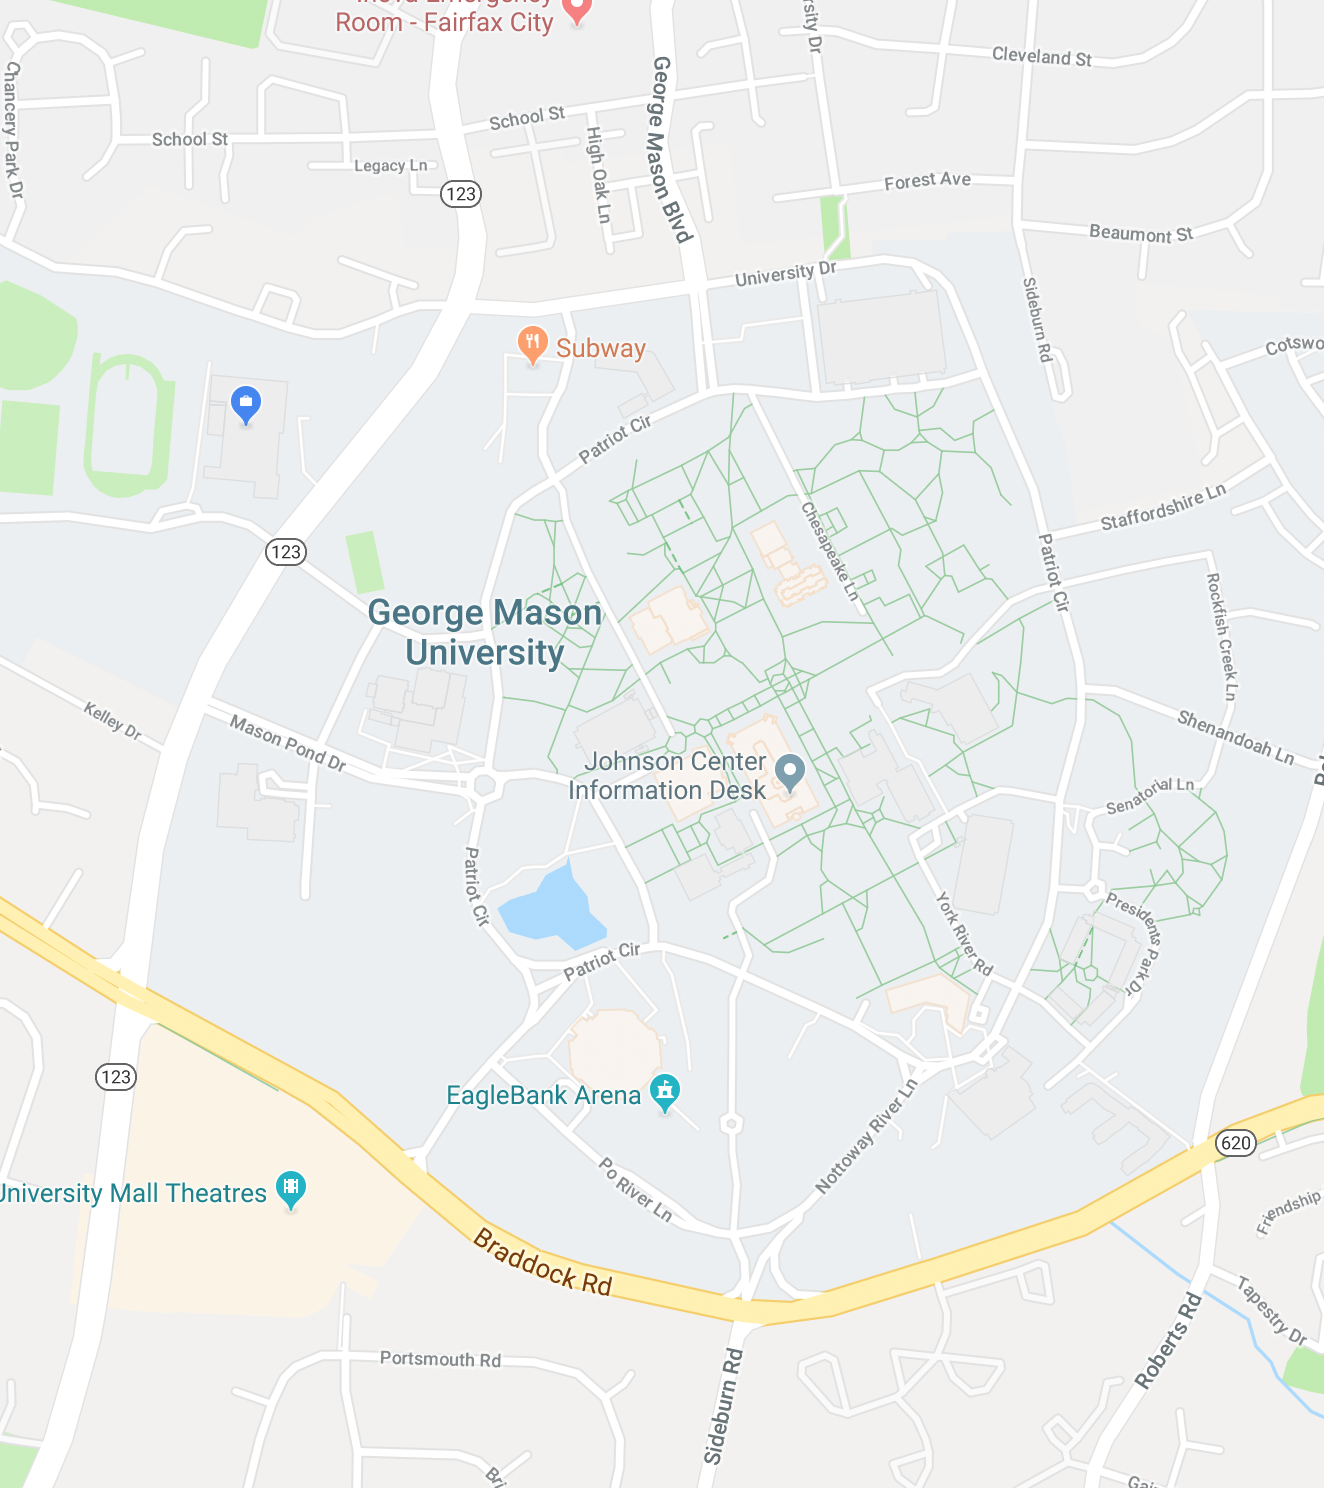 Room - Fairfax City
Cleveland St
George Mason Blvd
Chancery Park Dr
School St
School St
High Oak Ln
Legacy Ln
123
Forest Ave
Beaumont St
University Dr
Sideburn Rd
Subway
Patriot Cir
Staffordshire Ln
Chesapeake Ln
Patriot Cir
123
Rockfish Creek Ln
George Mason
University
Kelley Dr
Mason Pond Dr
Shenandoah Ln
Johnson Center
Information Desk
Senatorial Ln
Patriot Cir
York River Rd
Presidents Park Dr
Patriot Cir
123
EagleBank Arena
Nottoway River Ln
620
University Mall Theatres
Po River Ln
Friendship
Braddock Rd
Tapestry Dr
Roberts Rd
Portsmouth Rd
Sideburn Rd